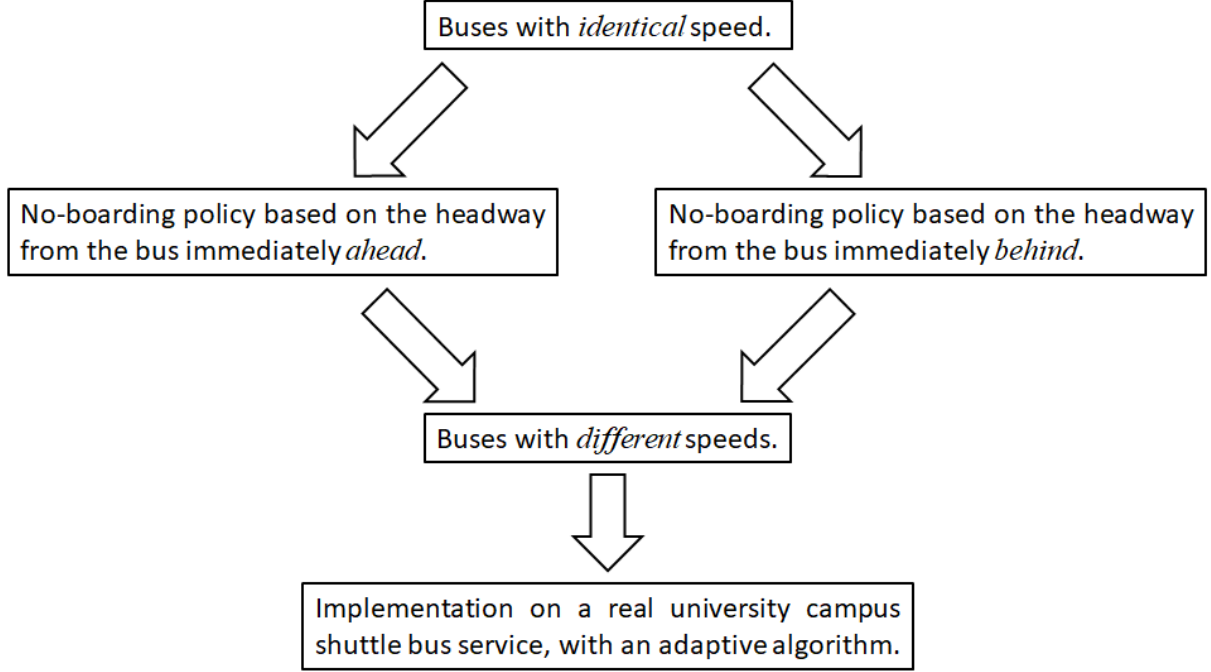 Buses with identical speed.
No-boarding policy based on the headway
from the bus immediately ahead.
No-boarding policy based on the headway
from the bus immediately behind.
Buses with different speeds.
Implementation on a real university campus
shuttle bus service, with an adaptive algorithm.